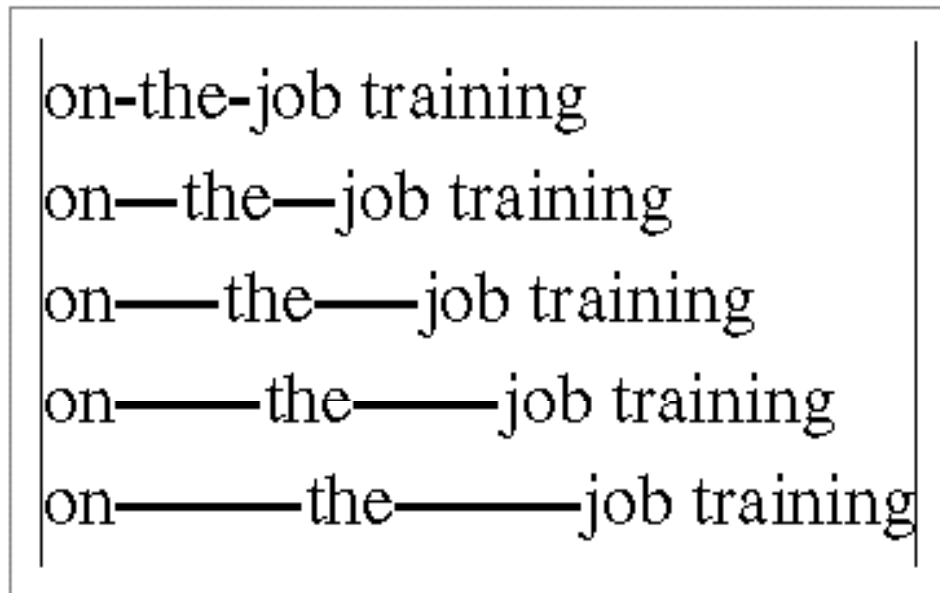 on-the-job training
on—the—job training
on——the——job training
on———the———job training
on————the————job training